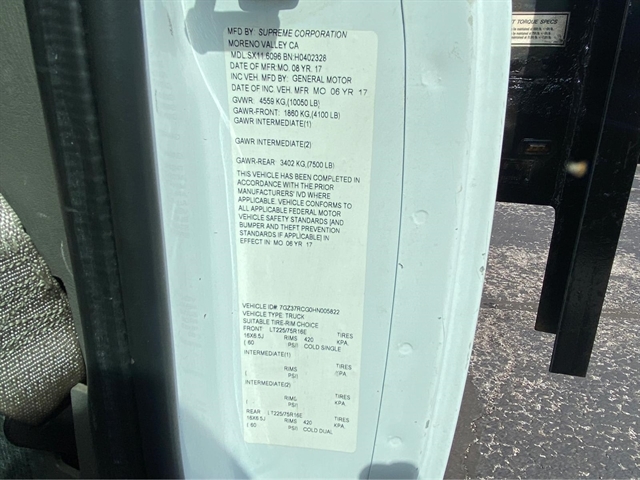 MFD BY SUPREME CORPORATION
MORENO VALLEY CA
MDL.SX11.6096 BN:H0402328
DATE OF MFR:MO. 08 YR, 17
INC VEH. MFD BY: GENERAL MOTOR
DATE OF INC. VEH. MFR MO 06 YR 17
GVWR: 4559 KG,(10050 LB)
GAWR-FRONT: 1860 KG,(4100 LB)
GAWR INTERMEDIATE(1)
GAWR INTERMEDIATE(2)
GAWR-REAR: 3402 KG,(7500 LB)
THIS VEHICLE HAS BEEN COMPLETED IN
ACCORDANCE WITH THE PRIOR
MANUFACTURERS' IVD WHERE
APPLICABLE. VEHICLE CONFORMS TO
ALL APPLICABLE FEDERAL MOTOR
VEHICLE SAFETY STANDARDS [AND
BUMPER AND THEFT PREVENTION
STANDARDS IF APPLICABLE] IN
EFFECT IN: MO. 06 YR 17
VEHICLE ID# 7GZ37RCG0HN005822
VEHICLE TYPE: TRUCK
SUITABLE TIRE-RIM CHOICE
FRONT LT225/75R16E TIRES
16X6.5J RIMS 420 KPA,
( 60 PSI/ COLD SINGLE
INTERMEDIATE(1) TIRES
RIMS KPA,
( PSI/
INTERMEDIATE(2) TIRES
RIMS KPA,
( PSI/
REAR LT225/75R16E TIRES
16X6.5J RIMS 420 KPA,
( 60 PSI/ COLD DUAL
TORQUE SPECS